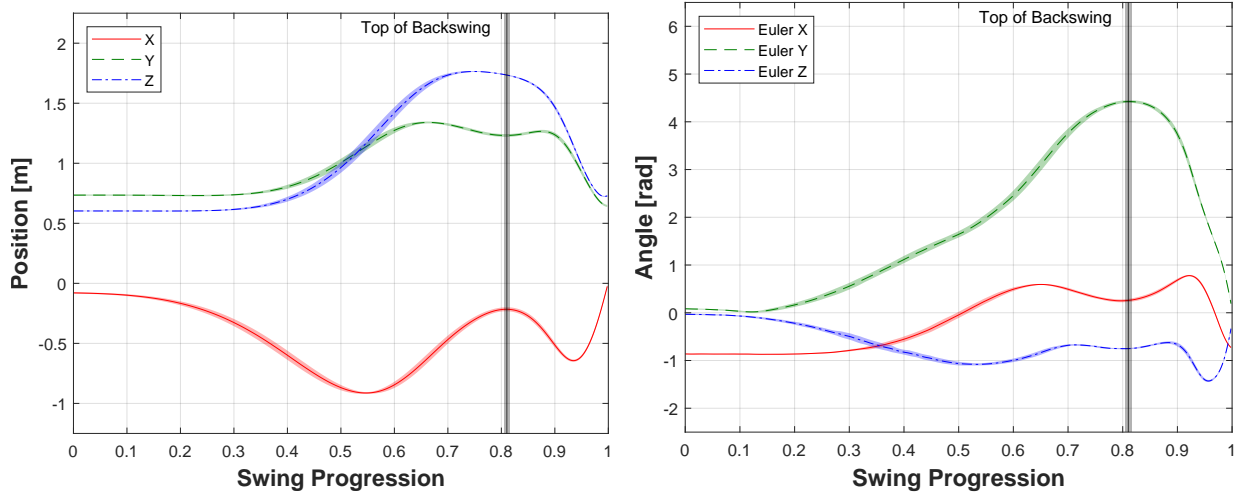 Top of Backswing
X
Y
Z
2
1.5
1
0.5
0
-0.5
-1
0 0.1 0.2 0.3 0.4 0.5 0.6 0.7 0.8 0.9 1
Position [m]
Swing Progression
Top of Backswing
Euler X
Euler Y
Euler Z
6
5
4
3
2
1
0
-1
-2
0 0.1 0.2 0.3 0.4 0.5 0.6 0.7 0.8 0.9 1
Angle [rad]
Swing Progression